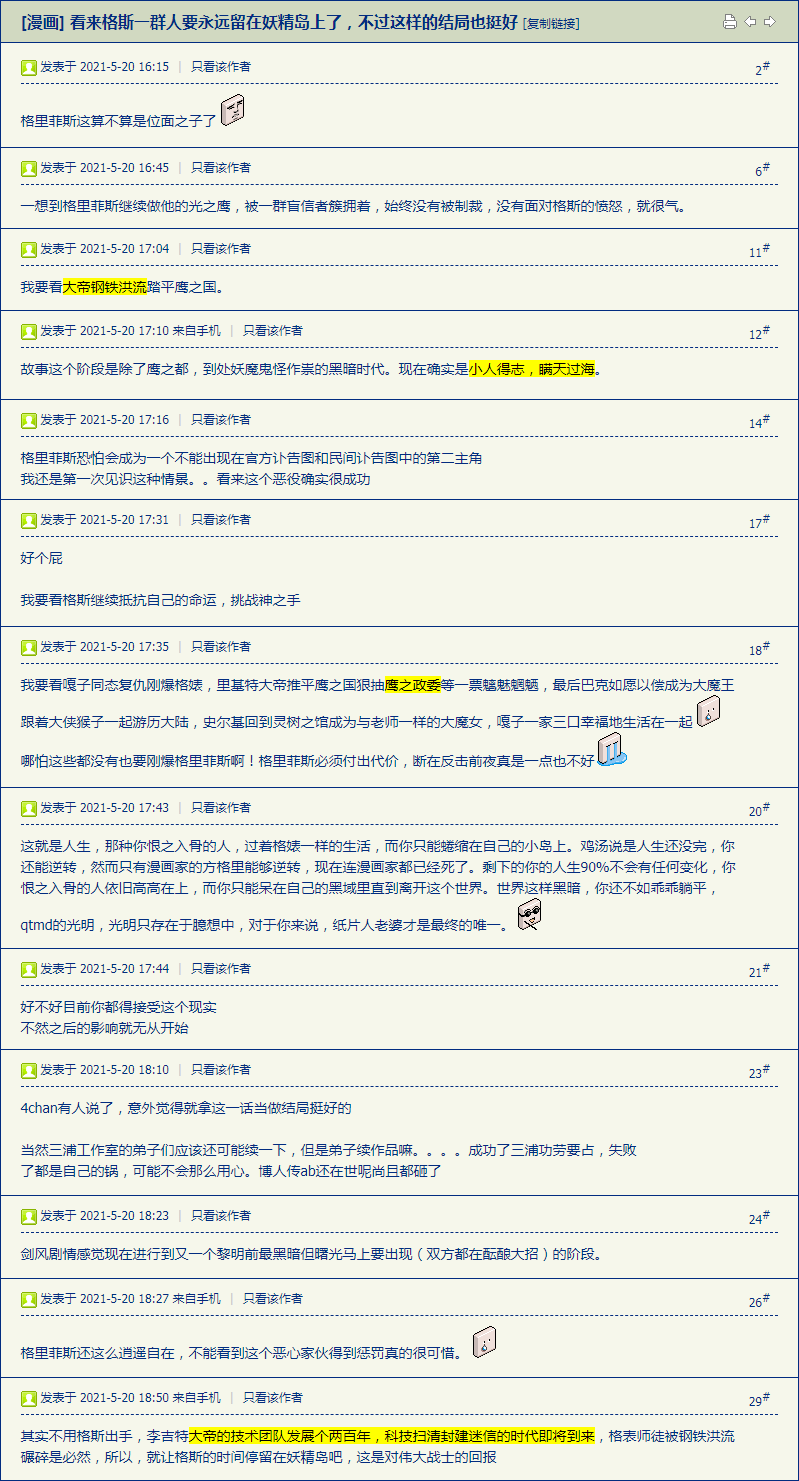 [漫画] 看来格斯一群人要永远留在妖精岛上了，不过这样的结局也挺好 [复制链接]
发表于 2021-5-20 16:15 | 只看该作者 2#
格里菲斯这算不算是位面之子了
发表于 2021-5-20 16:45 | 只看该作者 6#
一想到格里菲斯继续做他的光之鹰，被一群盲信者簇拥着，始终没有被制裁，没有面对格斯的愤怒，就很气。
发表于 2021-5-20 17:04 | 只看该作者 11#
我要看大帝钢铁洪流踏平鹰之国。
发表于 2021-5-20 17:10 来自手机 | 只看该作者 12#
故事这个阶段是除了鹰之都，到处妖魔鬼怪作祟的黑暗时代。现在确实是小人得志，瞒天过海。
发表于 2021-5-20 17:16 | 只看该作者 14#
格里菲斯恐怕会成为一个不能出现在官方讣告图和民间讣告图中的第二主角
我还是第一次见识这种情景。。看来这个恶役确实很成功
发表于 2021-5-20 17:31 | 只看该作者 17#
好个屁
我要看格斯继续抵抗自己的命运，挑战神之手
发表于 2021-5-20 17:35 | 只看该作者 18#
我要看嘎子同态复仇刚爆格婊，里基特大帝推平鹰之国狠抽鹰之政委等一票魑魅魍魉，最后巴克如愿以偿成为大魔王
跟着大侠猴子一起游历大陆，史尔基回到灵树之馆成为与老师一样的大魔女，嘎子一家三口幸福地生活在一起
哪怕这些都没有也要刚爆格里菲斯啊！格里菲斯必须付出代价，断在反击前夜真是一点也不好
发表于 2021-5-20 17:43 | 只看该作者 20#
这就是人生，那种你恨之入骨的人，过着格婊一样的生活，而你只能蜷缩在自己的小岛上。鸡汤说是人生还没完，你
还能逆转，然而只有漫画家的方格里能够逆转，现在连漫画家都已经死了。剩下的你的人生90%不会有任何变化，你
恨之入骨的人依旧高高在上，而你只能呆在自己的黑域里直到离开这个世界。世界这样黑暗，你还不如乖乖躺平，
qtmd的光明，光明只存在于臆想中，对于你来说，纸片人老婆才是最终的唯一。
发表于 2021-5-20 17:44 | 只看该作者 21#
好不好目前你都得接受这个现实
不然之后的影响就无从开始
发表于 2021-5-20 18:10 | 只看该作者 23#
4chan有人说了，意外觉得就拿这一话当做结局挺好的
当然三浦工作室的弟子们应该还可能续一下，但是弟子续作品嘛。。。。成功了三浦功劳要占，失败
了都是自己的锅，可能不会那么用心。博人传ab还在世呢尚且都砸了
发表于 2021-5-20 18:23 | 只看该作者 24#
剑风剧情感觉现在进行到又一个黎明前最黑暗但曙光马上要出现（双方都在酝酿大招）的阶段。
发表于 2021-5-20 18:27 来自手机 | 只看该作者 26#
格里菲斯还这么逍遥自在，不能看到这个恶心家伙得到惩罚真的很可惜。
发表于 2021-5-20 18:50 来自手机 | 只看该作者 29#
其实不用格斯出手，李吉特大帝的技术团队发展个两百年，科技扫清封建迷信的时代即将到来，格表师徒被钢铁洪流
碾碎是必然，所以，就让格斯的时间停留在妖精岛吧，这是对伟大战士的回报